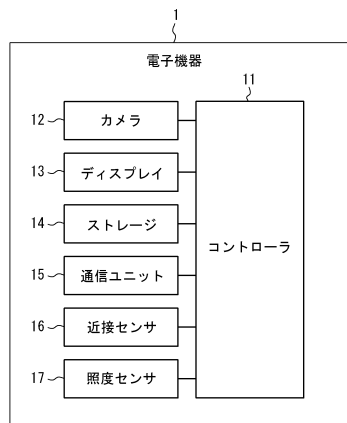 1
電子機器
11
12 カメラ
13 ディスプレイ
14 ストレージ
コントローラ
15 通信ユニット
16 近接センサ
17 照度センサ